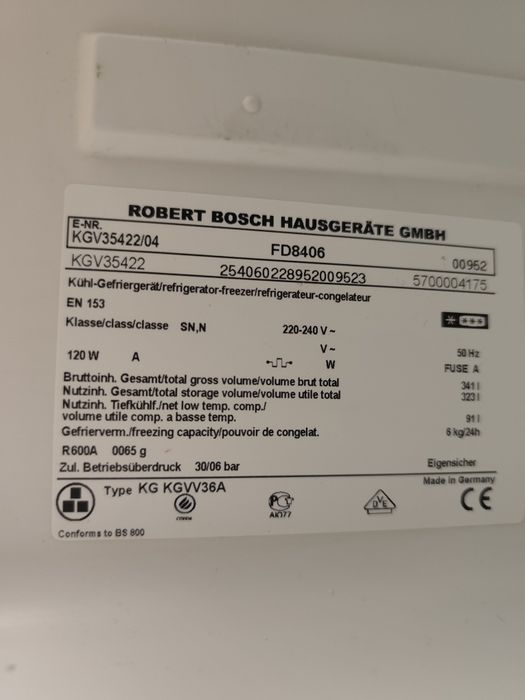 ROBERT BOSCH HAUSGERÄTE GMBH
E-NR.
KGV35422/04 FD8406 00952
KGV35422 254060228952009523 5700004175
Kühl-Gefriergerät/refrigerator-freezer/refrigerateur-congelateur
EN 153
Klasse/class/classe SN,N 220-240 V ~
V ~ 50 Hz
120 W A W FUSE A
Bruttoinh. Gesamt/total gross volume/volume brut total 341 l
Nutzinh. Gesamt/total storage volume/volume utile total 323 l
Nutzinh. Tiefkühlf./net low temp. comp./
volume utile comp. a basse temp. 91 l
Gefrierverm./freezing capacity/pouvoir de congelat. 6 kg/24h
R600A 0065 g
Zul. Betriebsüberdruck 30/06 bar Eigensicher
Made in Germany
Type KG KGVV36A
АЯ77
DVE
CE
Conforms to BS 800